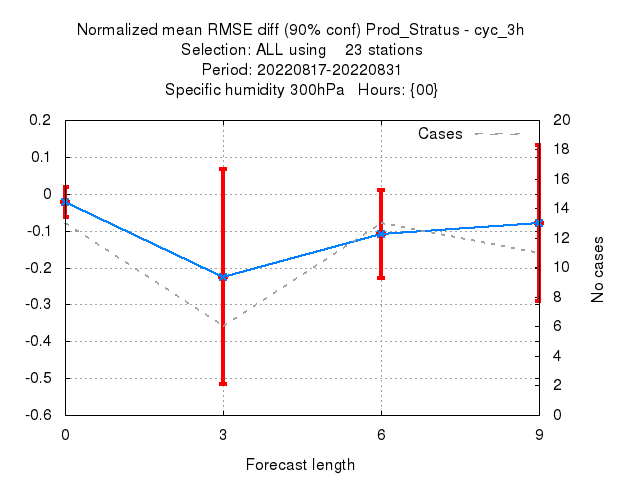 Normalized mean RMSE diff (90% conf) Prod_Stratus - cyc_3h
Selection: ALL using    23 stations
Period: 20220817-20220831
Specific humidity 300hPa   Hours: {00}
Cases
0.2
0.1
0
-0.1
-0.2
-0.3
-0.4
-0.5
-0.6
20
18
16
14
12
10
8
6
4
2
0
No cases
0 3 6 9
Forecast length